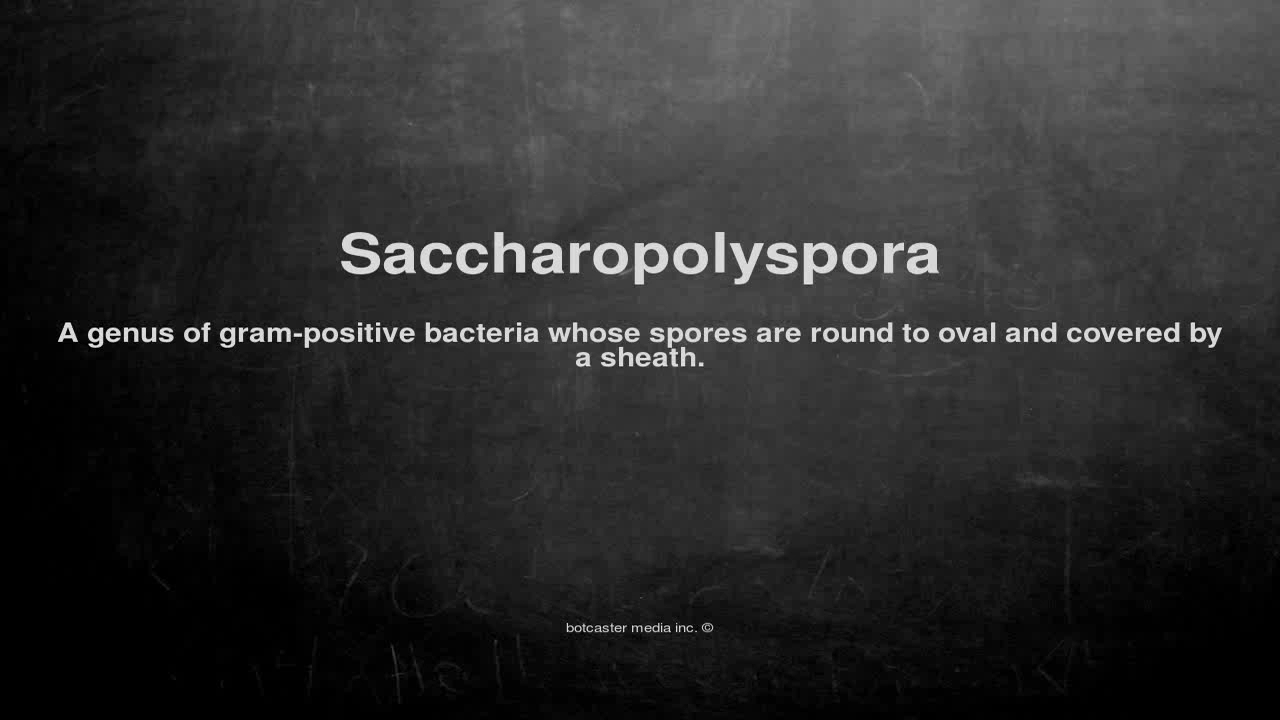 Saccharopolyspora
A genus of gram-positive bacteria whose spores are round to oval and covered by
a sheath.
botcaster media inc. ©